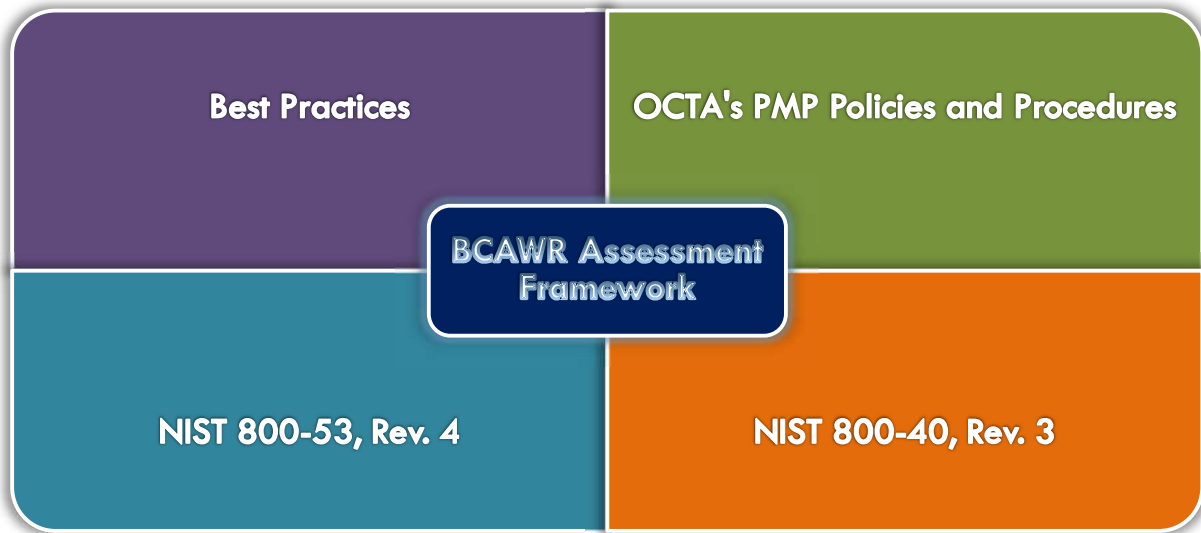 Best Practices
OCTA's PMP Policies and Procedures
BCAWR Assessment
Framework
NIST 800-53, Rev. 4
NIST 800-40, Rev. 3